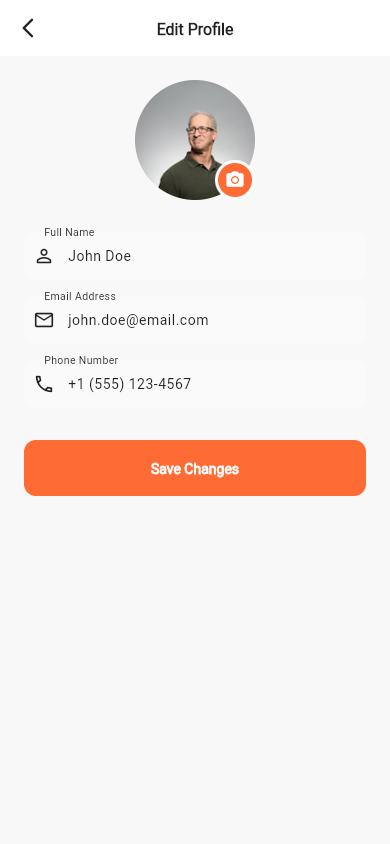 Edit Profile
Full Name
John Doe
Email Address
john.doe@email.com
Phone Number
+1 (555) 123-4567
Save Changes